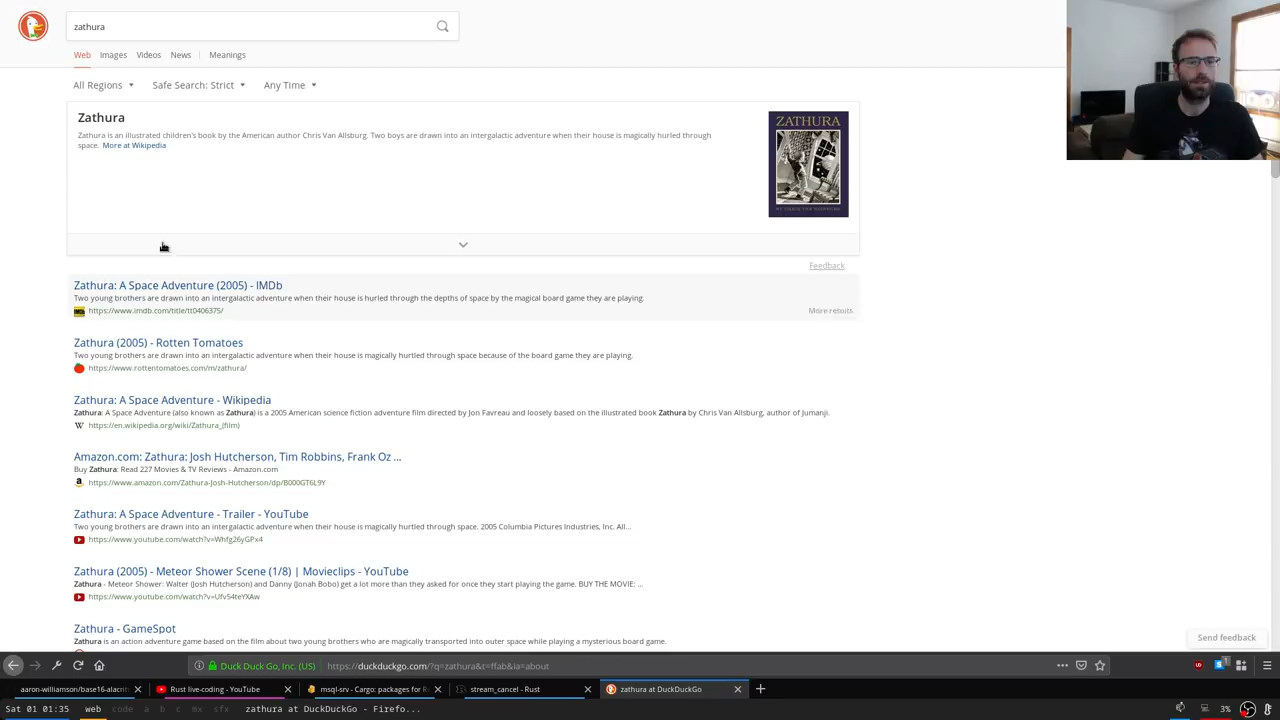 zathura
Web Images Videos News Meanings
All Regions Safe Search: Strict Any Time
Zathura
Zathura is an illustrated children's book by the American author Chris Van Allsburg. Two boys are drawn into an intergalactic adventure when their house is magically hurled through
space. More at Wikipedia
ZATHURA
Feedback
Zathura: A Space Adventure (2005) - IMDb
Two young brothers are drawn into an intergalactic adventure when their house is hurled through the depths of space by the magical board game they are playing.
https://www.imdb.com/title/tt0406375/
More results
Zathura (2005) - Rotten Tomatoes
Two young brothers are drawn into an intergalactic adventure when their house is magically hurtled through space because of the board game they are playing.
https://www.rottentomatoes.com/m/zathura/
Zathura: A Space Adventure - Wikipedia
Zathura: A Space Adventure (also known as Zathura) is a 2005 American science fiction adventure film directed by Jon Favreau and loosely based on the illustrated book Zathura by Chris Van Allsburg, author of Jumanji.
https://en.wikipedia.org/wiki/Zathura_(film)
Amazon.com: Zathura: Josh Hutcherson, Tim Robbins, Frank Oz ...
Buy Zathura: Read 227 Movies & TV Reviews - Amazon.com
https://www.amazon.com/Zathura-Josh-Hutcherson/dp/B000GT6L9Y
Zathura: A Space Adventure - Trailer - YouTube
Two young brothers are drawn into an intergalactic adventure when their house is magically hurtled through space. 2005 Columbia Pictures Industries, Inc. All...
https://www.youtube.com/watch?v=Whfg26yGPx4
Zathura (2005) - Meteor Shower Scene (1/8) | Movieclips - YouTube
Zathura - Meteor Shower: Walter (Josh Hutcherson) and Danny (Jonah Bobo) get a lot more than they asked for once they start playing the game. BUY THE MOVIE: ...
https://www.youtube.com/watch?v=Ufv54teYXAw
Zathura - GameSpot
Zathura is an action adventure game based on the film about two young brothers who are magically transported into outer space while playing a mysterious board game.
Send feedback
Duck Duck Go, Inc. (US) https://duckduckgo.com/?q=zathura&t=ffab&ia=about
aaron-williamson/base16-alacritt Rust live-coding - YouTube msql-srv - Cargo: packages for R stream_cancel - Rust zathura at DuckDuckGo
Sat 01 01:35 web code a b c mx sfx zathura at DuckDuckGo - Firefo... 3%